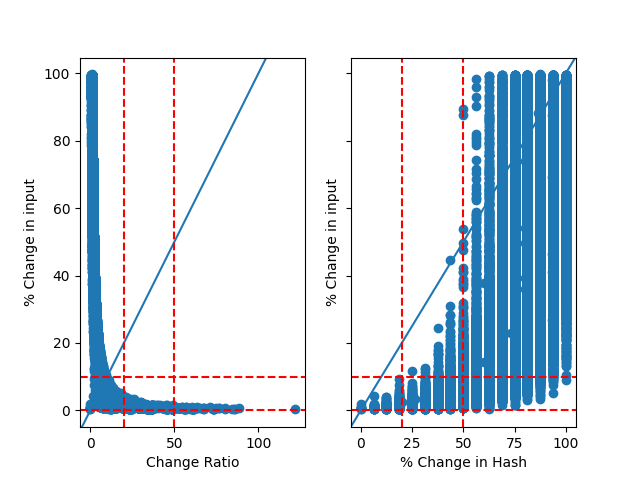 % Change in input
100
80
60
40
20
0
0 50 100
Change Ratio
% Change in input
0 25 50 75 100
% Change in Hash